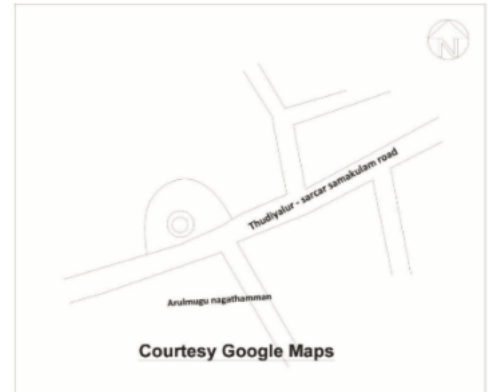 N
Thudiyalur - sarcar samakulam road
Arulmugu nagathamman
Courtesy Google Maps